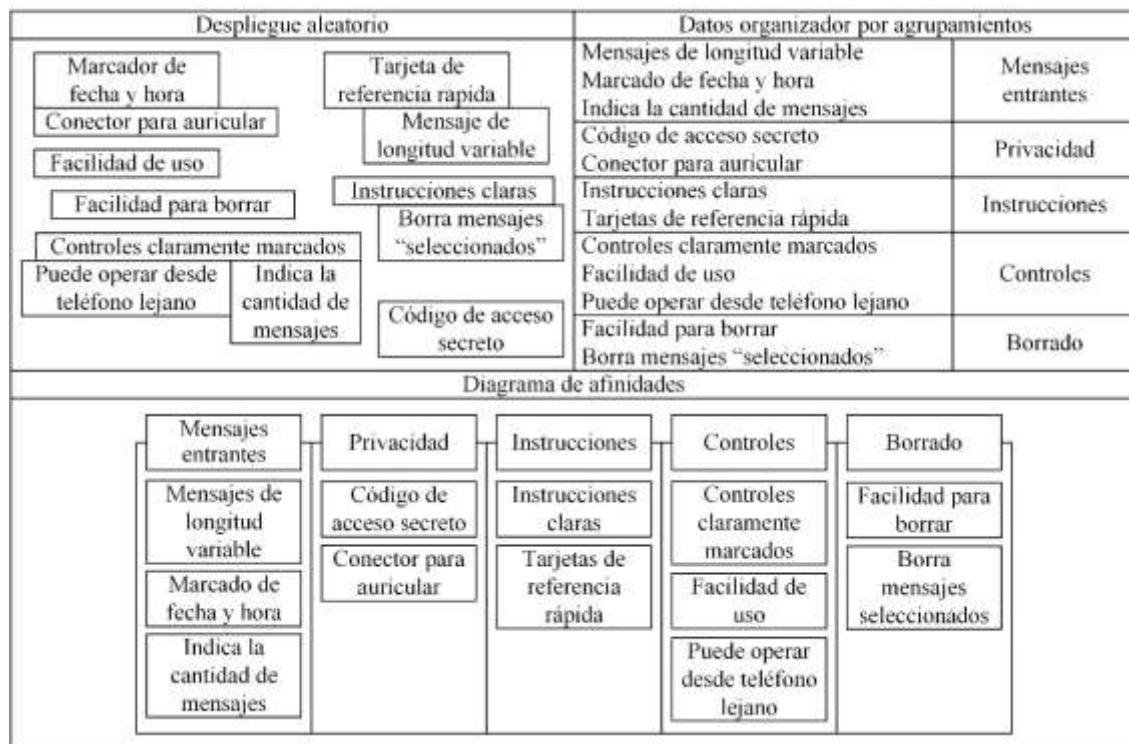 Despliegue aleatorio
Marcador de
fecha y hora
Conector para auricular
Facilidad de uso
Facilidad para borrar
Controles claramente marcados
Puede operar desde
teléfono lejano
Indica la
cantidad de
mensajes
Tarjeta de
referencia rapida
Mensaje de
longitud variable
Instrucciones claras
Borra mensajes
“seleccionados”
Código de acceso
secreto
Datos organizador por agrupamientos
Mensajes de longitud variable
Marcado de fecha y hora
Indica la cantidad de mensajes
Mensajes
entrantes
Código de acceso secreto
Conector para auricular
Privacidad
Instrucciones claras
Tarjetas de referencia rápida
Instrucciones
Controles claramente marcados
Facilidad de uso
Puede operar desde teléfono lejano
Controles
Facilidad para borrar
Borra mensajes “seleccionados”
Borrado
Diagrama de afinidades
Mensajes
entrantes
Mensajes de
longitud
variable
Marcado de
fecha y hora
Indica la
cantidad de
mensajes
Privacidad
Código de
acceso secreto
Conector para
auricular
Instrucciones
Instrucciones
claras
Tarjetas de
referencia
rápida
Controles
Controles
claramente
marcados
Facilidad de
uso
Puede operar
desde teléfono
lejano
Borrado
Facilidad para
borrar
Borra
mensajes
seleccionados